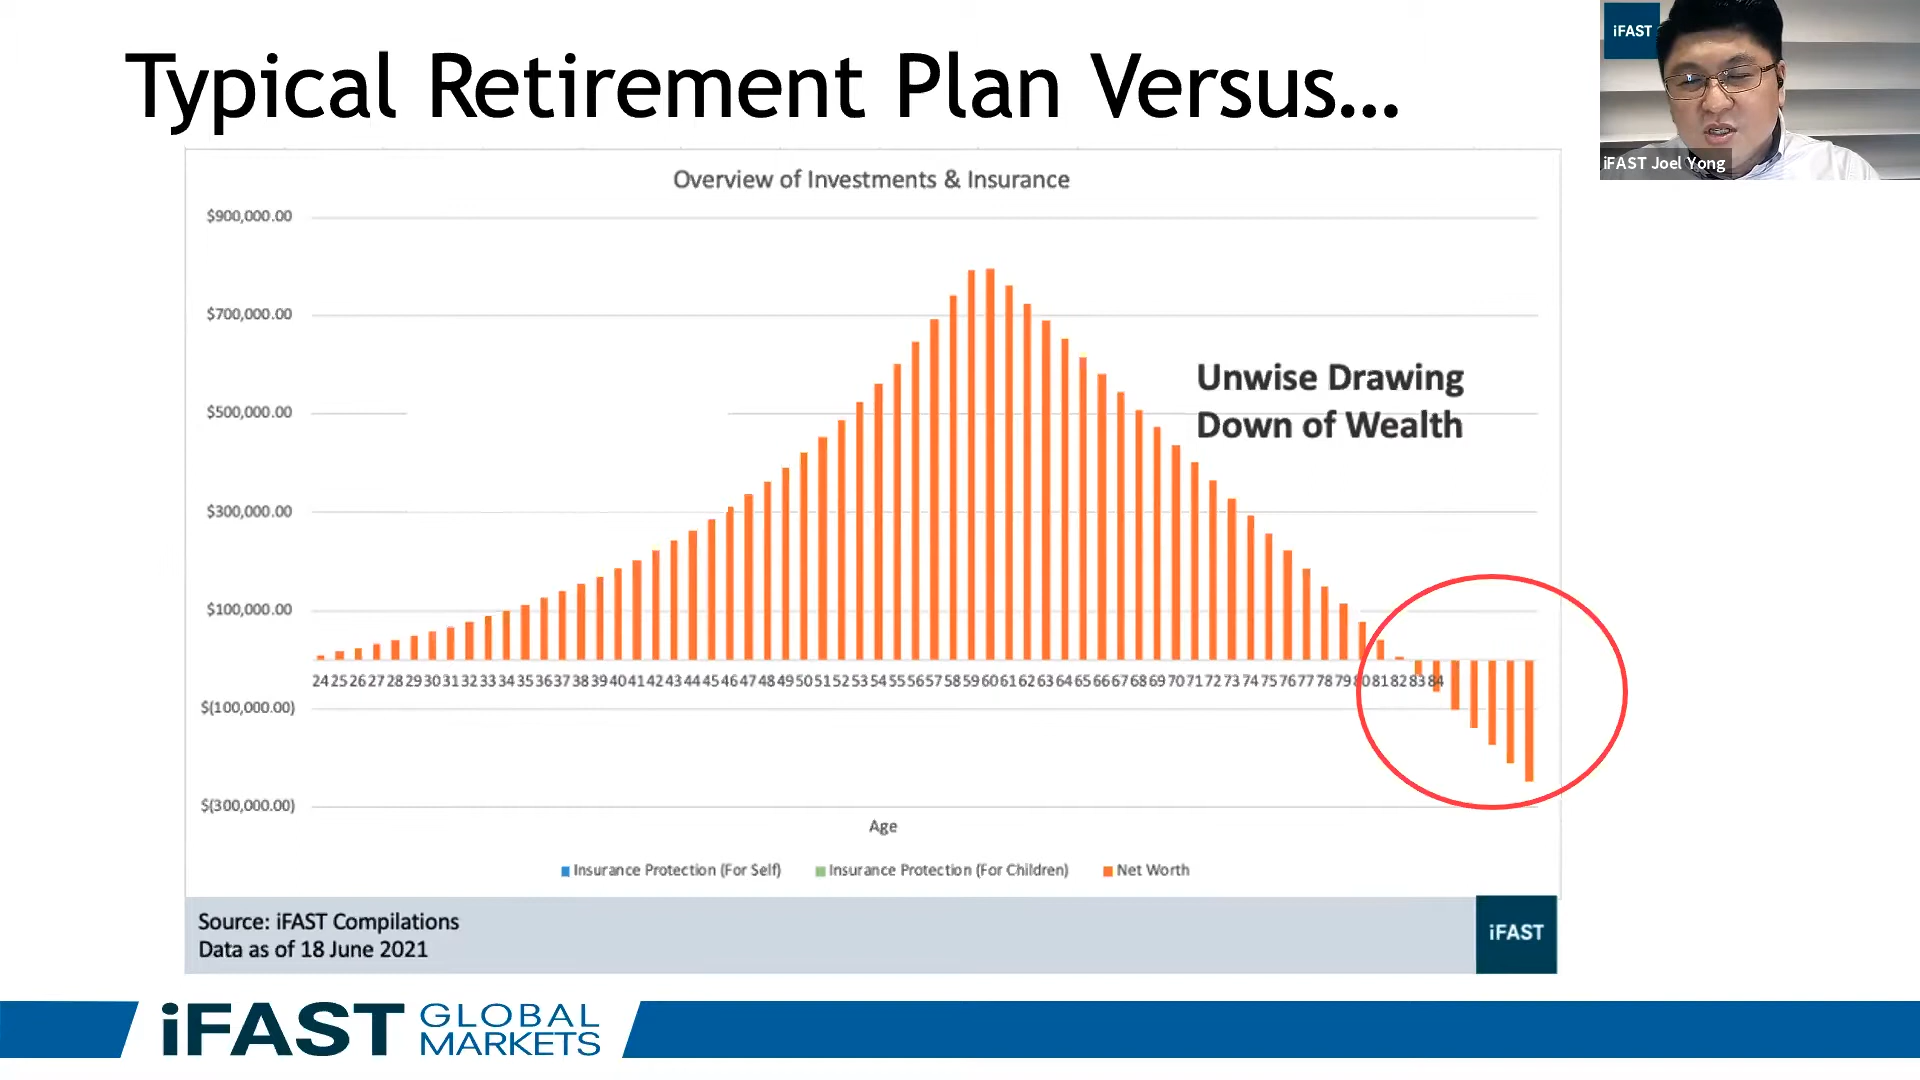 Typical Retirement Plan Versus...
iFAST
iFAST Joel Yong
Overview of Investments & Insurance
$900,000.00
$700,000.00
$500,000.00
$300,000.00
$100,000.00
$(100,000.00)
$(300,000.00)
Unwise Drawing
Down of Wealth
24 25 26 27 28 29 30 31 32 33 34 35 36 37 38 39 40 41 42 43 44 45 46 47 48 49 50 51 52 53 54 55 56 57 58 59 60 61 62 63 64 65 66 67 68 69 70 71 72 73 74 75 76 77 78 79 80 81 82 83 84
Age
Insurance Protection (For Self) Insurance Protection (For Children) Net Worth
Source: iFAST Compilations
Data as of 18 June 2021
iFAST
iFAST GLOBAL
MARKETS